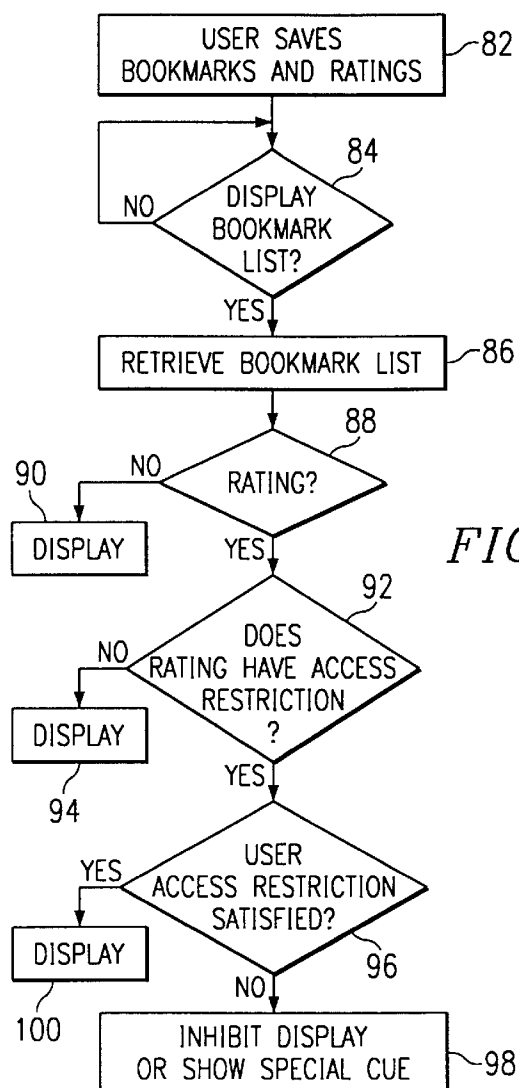 USER SAVES
BOOKMARKS AND RATINGS
82
84
NO
DISPLAY
BOOKMARK
LIST?
YES
RETRIEVE BOOKMARK LIST
86
88
NO
RATING?
90
DISPLAY
YES
92
NO
DOES
RATING HAVE ACCESS
RESTRICTION
?
DISPLAY
94
YES
YES
USER
ACCESS RESTRICTION
SATISFIED?
DISPLAY
96
100
NO
INHIBIT DISPLAY
OR SHOW SPECIAL CUE
98